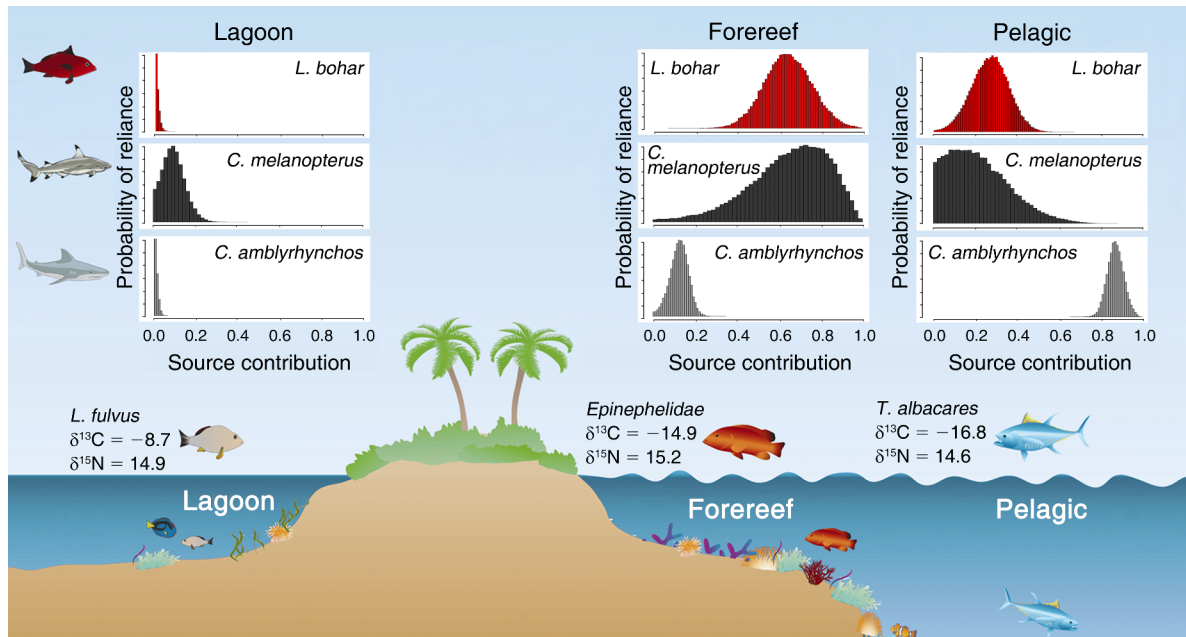 Lagoon
Forereef
Pelagic
L. bohar
C. melanopterus
C. amblyrhynchos
Probability of reliance
0.0 0.2 0.4 0.6 0.8 1.0
Source contribution
L. bohar
C.
melanopterus
C. amblyrhynchos
Probability of reliance
0.0 0.2 0.4 0.6 0.8 1.0
Source contribution
L. bohar
C. melanopterus
C. amblyrhynchos
Probability of reliance
0.0 0.2 0.4 0.6 0.8 1.0
Source contribution
L. fulvus
δ¹³C = −8.7
δ¹⁵N = 14.9
Epinephelidae
δ¹³C = −14.9
δ¹⁵N = 15.2
T. albacares
δ¹³C = −16.8
δ¹⁵N = 14.6
Lagoon
Forereef
Pelagic